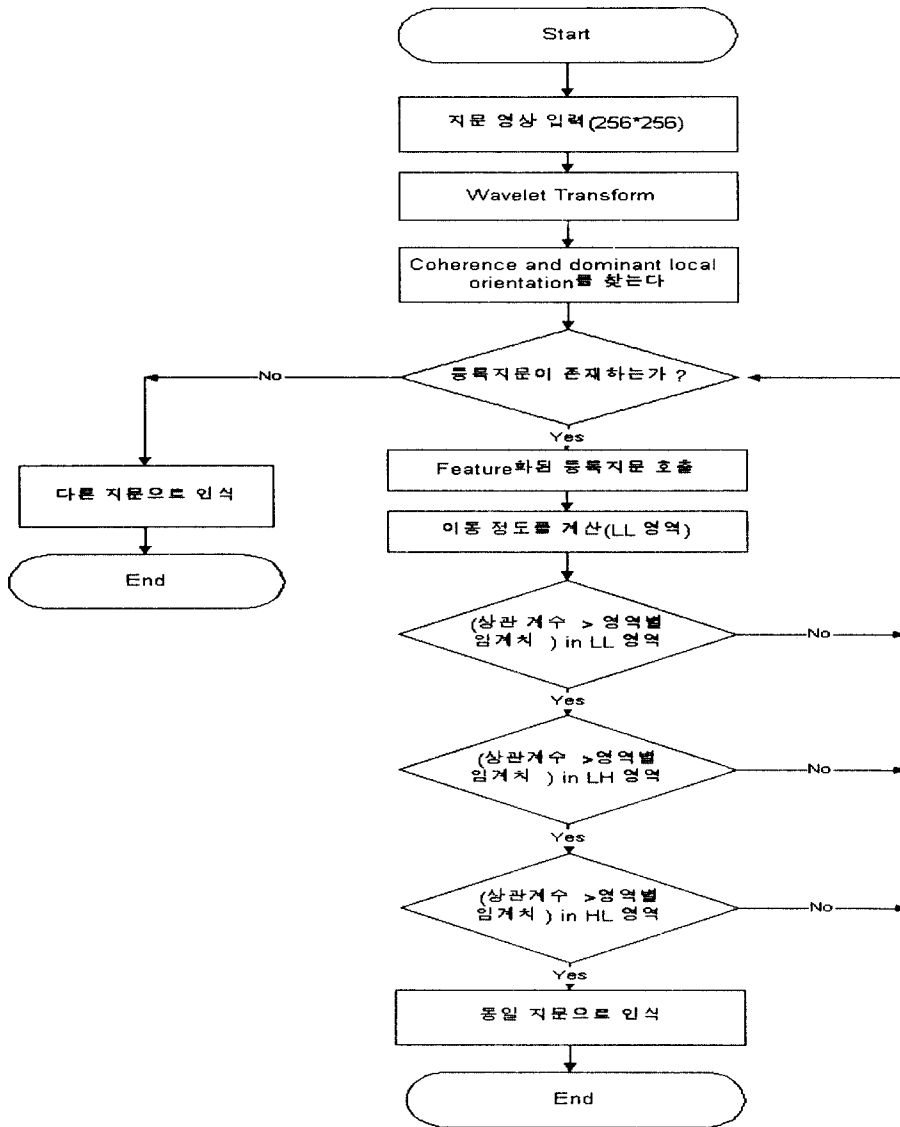 Start
지문 영상 입력(256*256)
Wavelet Transform
Coherence and dominant local
orientation를 찾는다
등록지문이 존재하는가 ?
No
Yes
다른 지문으로 인식
End
Feature화된 등록지문 호출
이동 정도를 계산(LL 영역)
(상관 계수 > 영역별
임계치 ) in LL 영역
No
Yes
(상관계수 >영역별
임계치 ) in LH 영역
No
Yes
(상관계수 >영역별
임계치 ) in HL 영역
No
Yes
동일 지문으로 인식
End